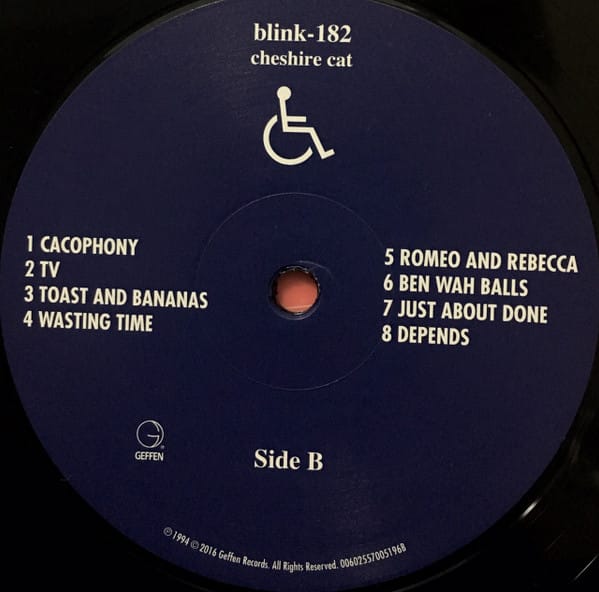 blink-182
cheshire cat
1 CACOPHONY
2 TV
3 TOAST AND BANANAS
4 WASTING TIME
5 ROMEO AND REBECCA
6 BEN WAH BALLS
7 JUST ABOUT DONE
8 DEPENDS
G
GEFFEN
Side B
℗ 1994 © 2016 Geffen Records. All Rights Reserved. 00602557005196B